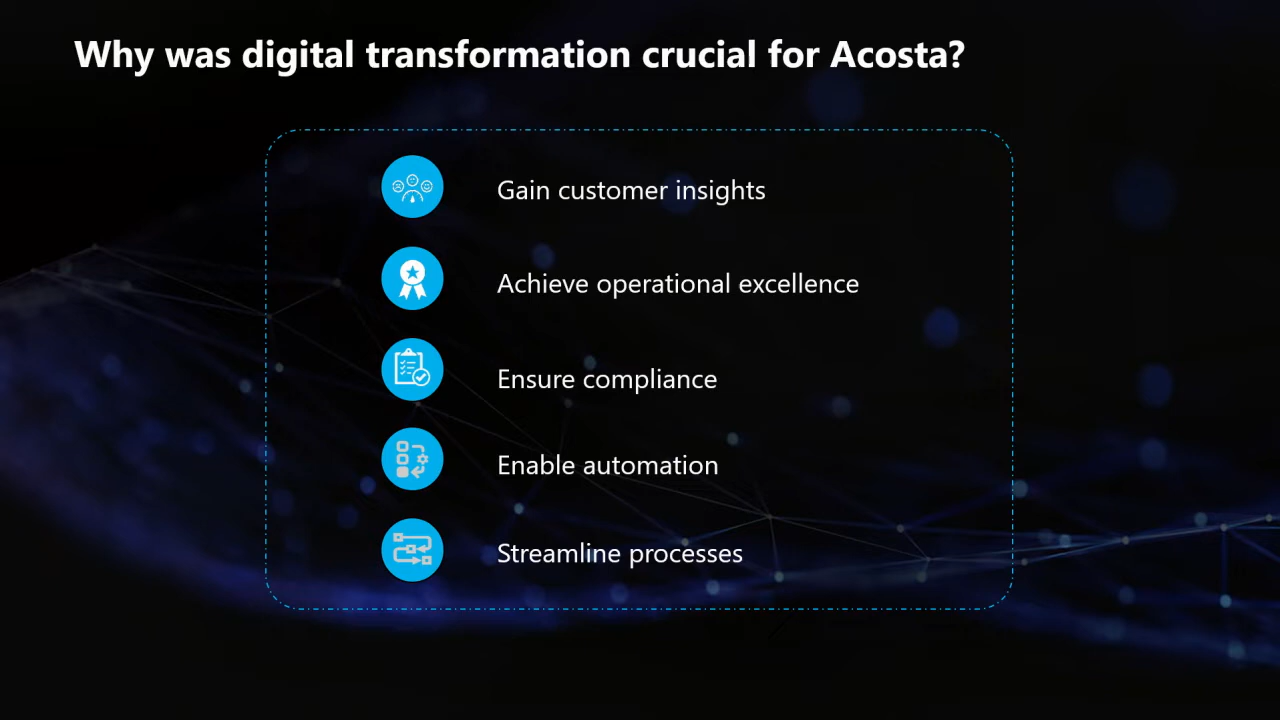 Why was digital transformation crucial for Acosta?
Gain customer insights
Achieve operational excellence
Ensure compliance
Enable automation
Streamline processes